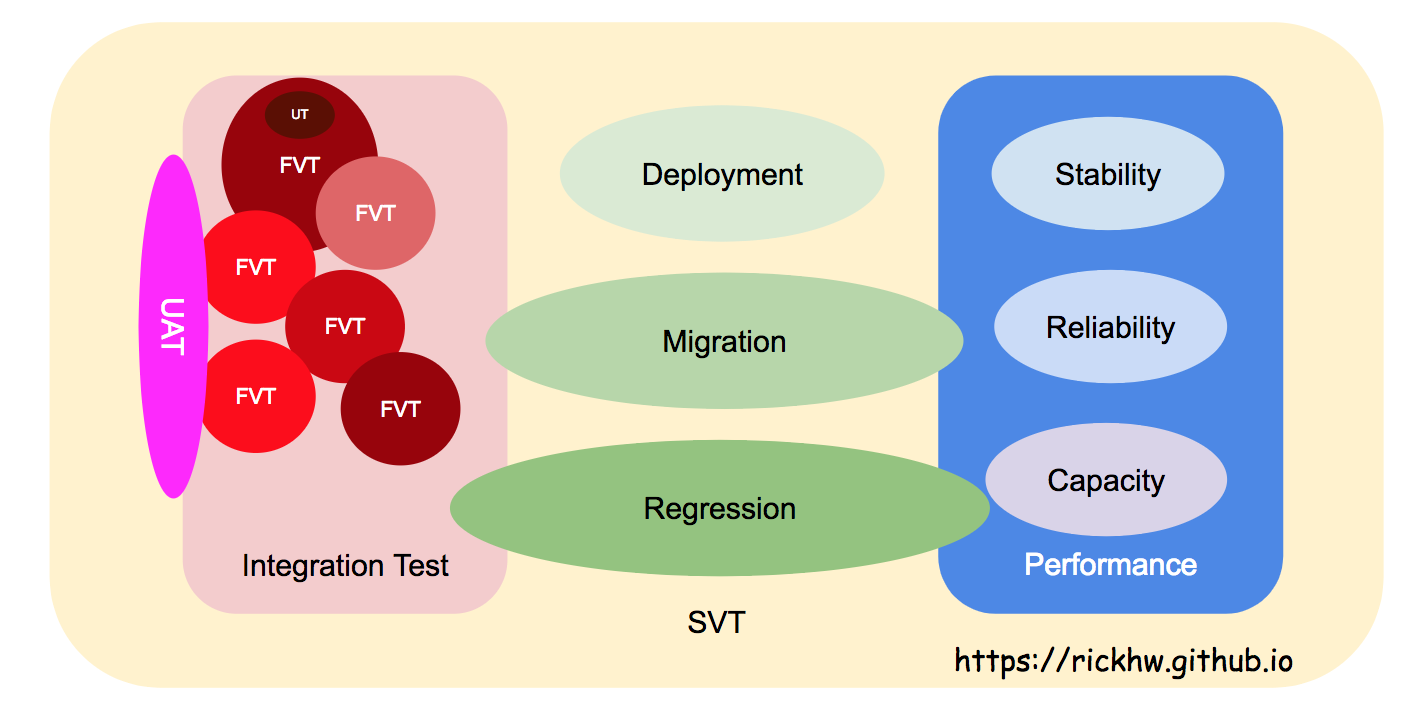 UT
FVT
FVT
FVT
FVT
FVT
FVT
UAT
Integration Test
Deployment
Migration
Regression
SVT
Stability
Reliability
Capacity
Performance
https://rickhw.github.io